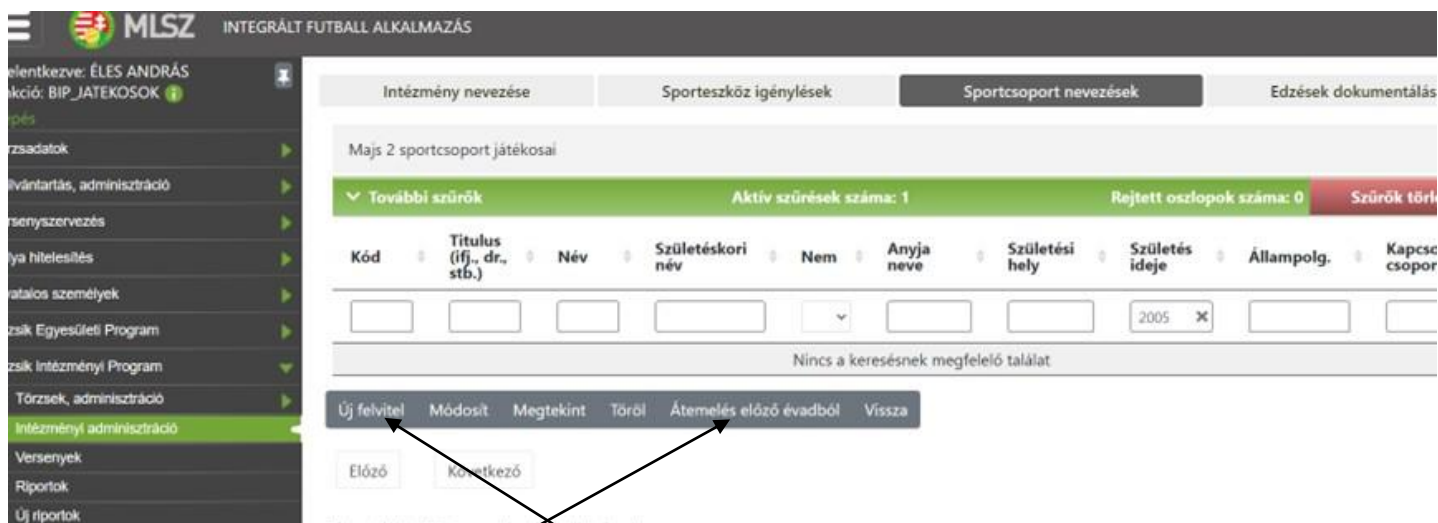 MLSZ INTEGRÁLT FUTBALL ALKALMAZÁS
elentkezve: ÉLES ANDRÁS
kció: BIP_JATEKOSOK
épés
rzsadatok
ilvántartás, adminisztráció
rsenyszervezés
lya hitelesítés
vatalos személyek
zsik Egyesületi Program
zsik Intézményi Program
Törzsek, adminisztráció
Intézményi adminisztráció
Versenyek
Riportok
Új riportok
Intézmény nevezése Sporteszköz igénylések Sportcsoport nevezések Edzések dokumentálás
Majs 2 sportcsoport játékosai
További szűrők Aktív szűrések száma: 1 Rejtett oszlopok száma: 0 Szűrők törl
Kód Titulus (ifj., dr., stb.) Név Születéskori név Nem Anyja neve Születési hely Születés ideje Állampolg. Kapcso csopor
2005
Nincs a keresésnek megfelelő találat
Új felvitel Módosít Megtekint Töröl Átemelés előző évadból Vissza
Előző Következő